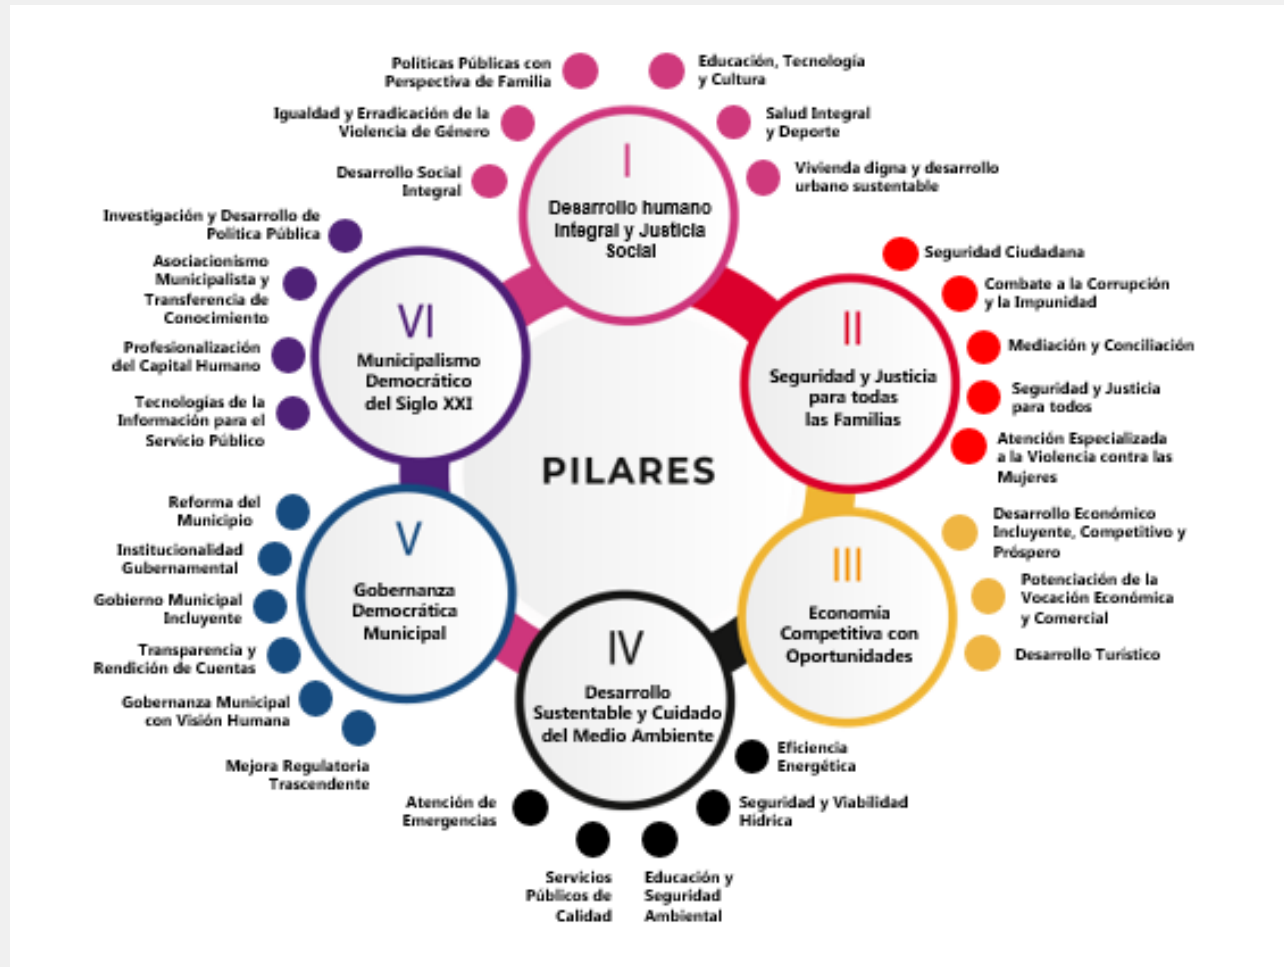 Políticas Públicas con
Perspectiva de Familia
Igualdad y Erradicación de la
Violencia de Género
Desarrollo Social
Integral
Educación, Tecnología
y Cultura
Salud Integral
y Deporte
Vivienda digna y desarrollo
urbano sustentable
I
Desarrollo humano
Integral y Justicia
Social
Seguridad Ciudadana
Combate a la Corrupción
y la Impunidad
Mediación y Conciliación
Seguridad y Justicia
para todos
Atención Especializada
a la Violencia contra las
Mujeres
II
Seguridad y Justicia
para todas
las Familias
PILARES
Desarrollo Económico
Incluyente, Competitivo y
Próspero
Potenciación de la
Vocación Económica
y Comercial
Desarrollo Turístico
III
Economía
Competitiva con
Oportunidades
IV
Desarrollo
Sustentable y Cuidado
del Medio Ambiente
Eficiencia
Energética
Seguridad y Viabilidad
Hídrica
Educación y
Seguridad
Ambiental
Servicios
Públicos de
Calidad
Atención de
Emergencias
V
Gobernanza
Democrática
Municipal
Reforma del
Municipio
Institucionalidad
Gubernamental
Gobierno Municipal
Incluyente
Transparencia y
Rendición de Cuentas
Gobernanza Municipal
con Visión Humana
Mejora Regulatoria
Trascendente
VI
Municipalismo
Democrático
del Siglo XXI
Investigación y Desarrollo de
Política Pública
Asociacionismo
Municipalista y
Transferencia de
Conocimiento
Profesionalización
del Capital Humano
Tecnologías de la
Información para el
Servicio Público